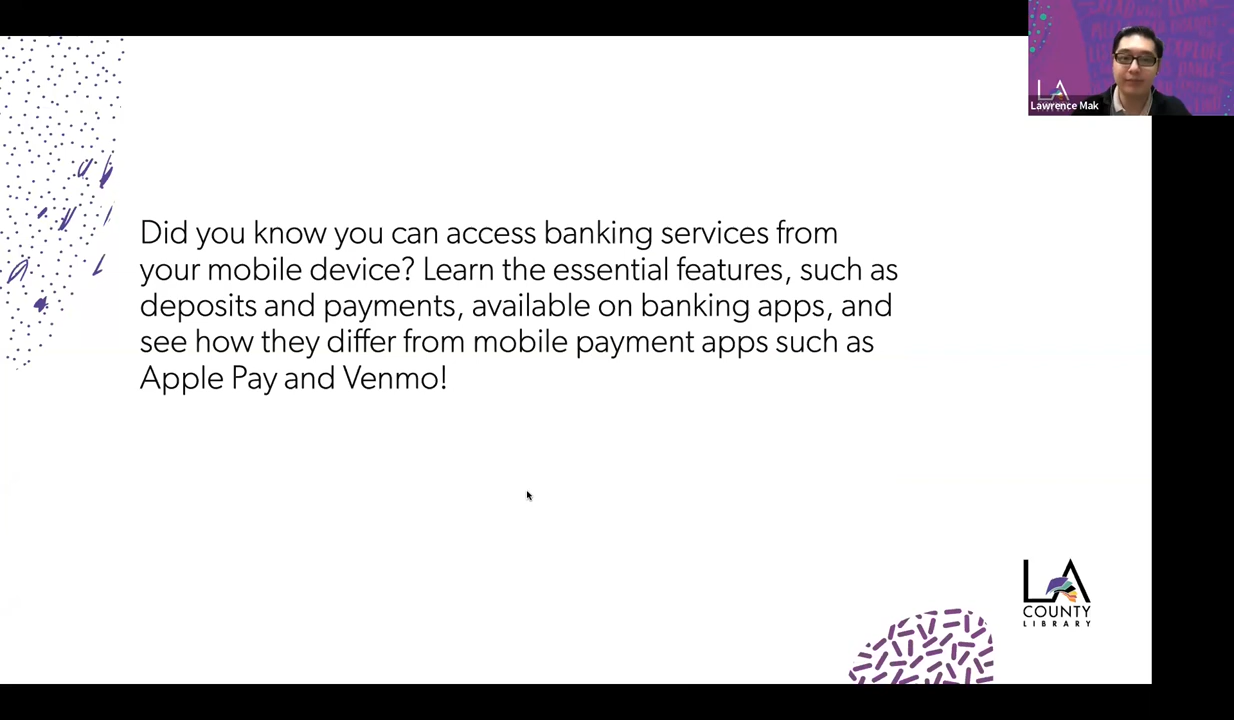 LA
Lawrence Mak
Did you know you can access banking services from
your mobile device? Learn the essential features, such as
deposits and payments, available on banking apps, and
see how they differ from mobile payment apps such as
Apple Pay and Venmo!
LA
COUNTY
LIBRARY